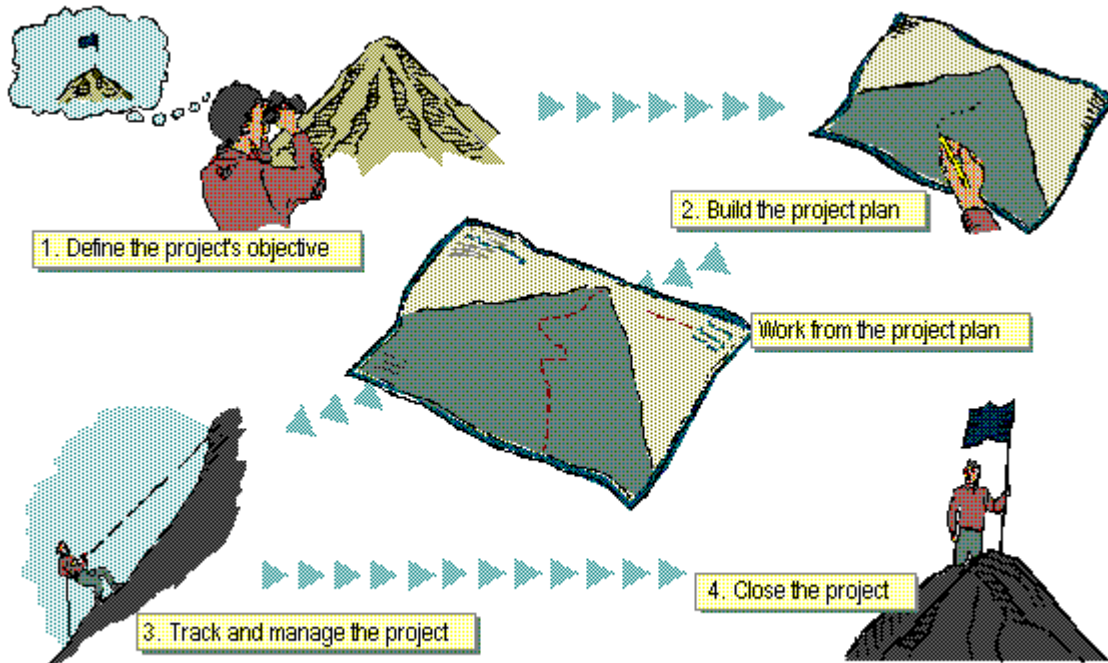 1. Define the project's objective
2. Build the project plan
Work from the project plan
3. Track and manage the project
4. Close the project